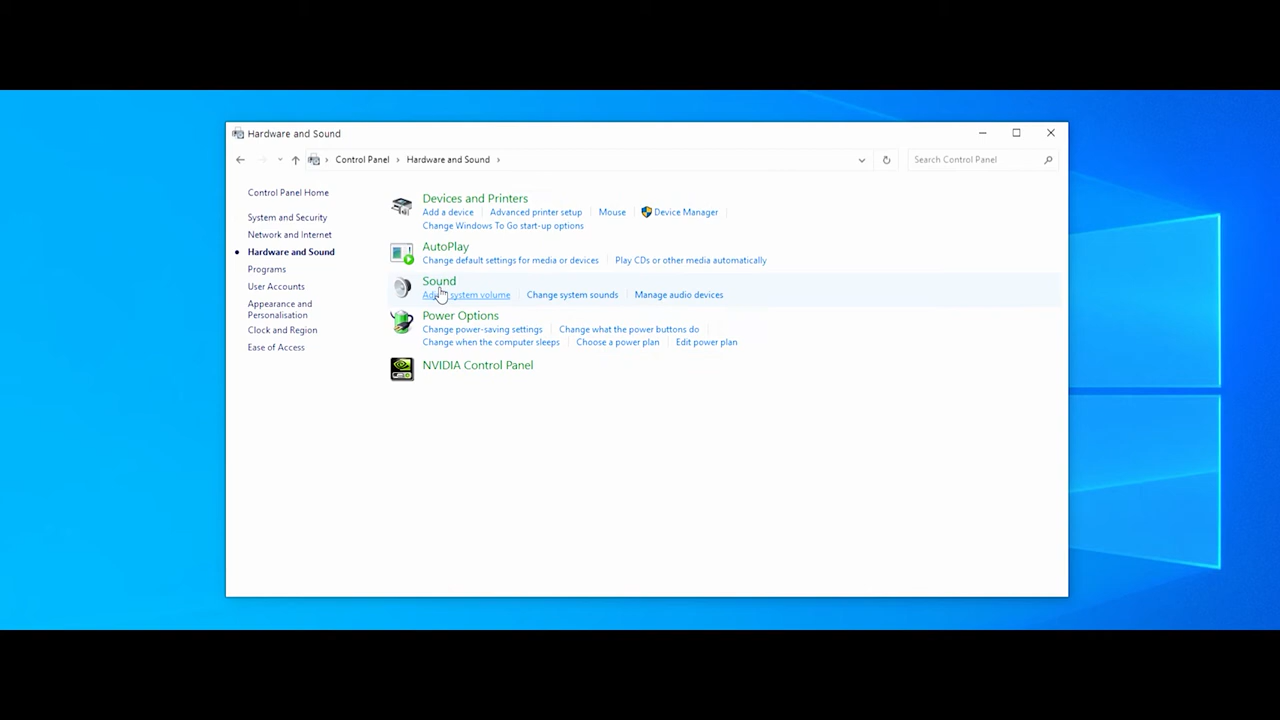 Hardware and Sound
Control Panel › Hardware and Sound ›
Search Control Panel
Control Panel Home
System and Security
Network and Internet
Hardware and Sound
Programs
User Accounts
Appearance and
Personalisation
Clock and Region
Ease of Access
Devices and Printers
Add a device
Advanced printer setup
Mouse
Device Manager
Change Windows To Go start-up options
AutoPlay
Change default settings for media or devices
Play CDs or other media automatically
Sound
Adjust system volume
Change system sounds
Manage audio devices
Power Options
Change power-saving settings
Change what the power buttons do
Change when the computer sleeps
Choose a power plan
Edit power plan
NVIDIA Control Panel